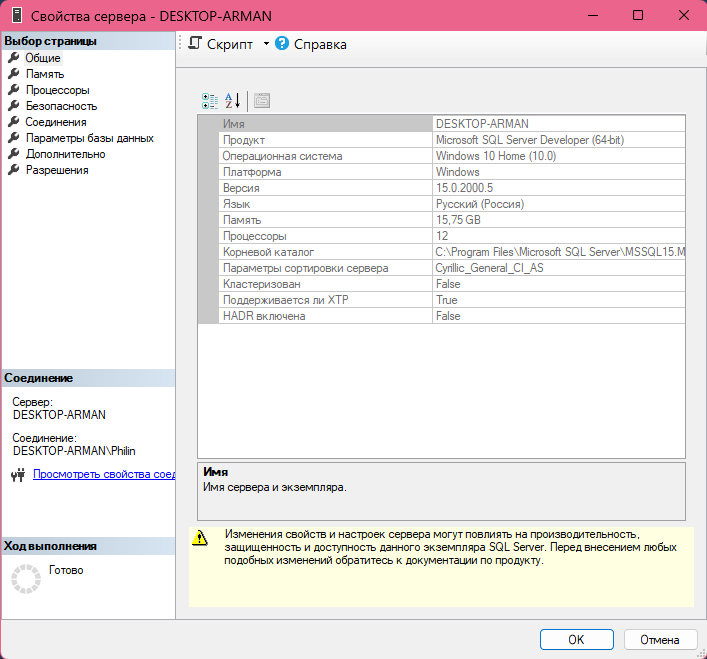 Свойства сервера - DESKTOP-ARMAN
Выбор страницы
Общие
Память
Процессоры
Безопасность
Соединения
Параметры базы данных
Дополнительно
Разрешения
Скрипт
Справка
Имя DESKTOP-ARMAN
Продукт Microsoft SQL Server Developer (64-bit)
Операционная система Windows 10 Home (10.0)
Платформа Windows
Версия 15.0.2000.5
Язык Русский (Россия)
Память 15,75 GB
Процессоры 12
Корневой каталог C:\Program Files\Microsoft SQL Server\MSSQL15.M
Параметры сортировки сервера Cyrillic_General_CI_AS
Кластеризован False
Поддерживается ли XTP True
HADR включена False
Соединение
Сервер:
DESKTOP-ARMAN
Соединение:
DESKTOP-ARMAN\Philin
Просмотреть свойства соед
Имя
Имя сервера и экземпляра.
Изменения свойств и настроек сервера могут повлиять на производительность,
защищенность и доступность данного экземпляра SQL Server. Перед внесением любых
подобных изменений обратитесь к документации по продукту.
Ход выполнения
Готово
OK
Отмена